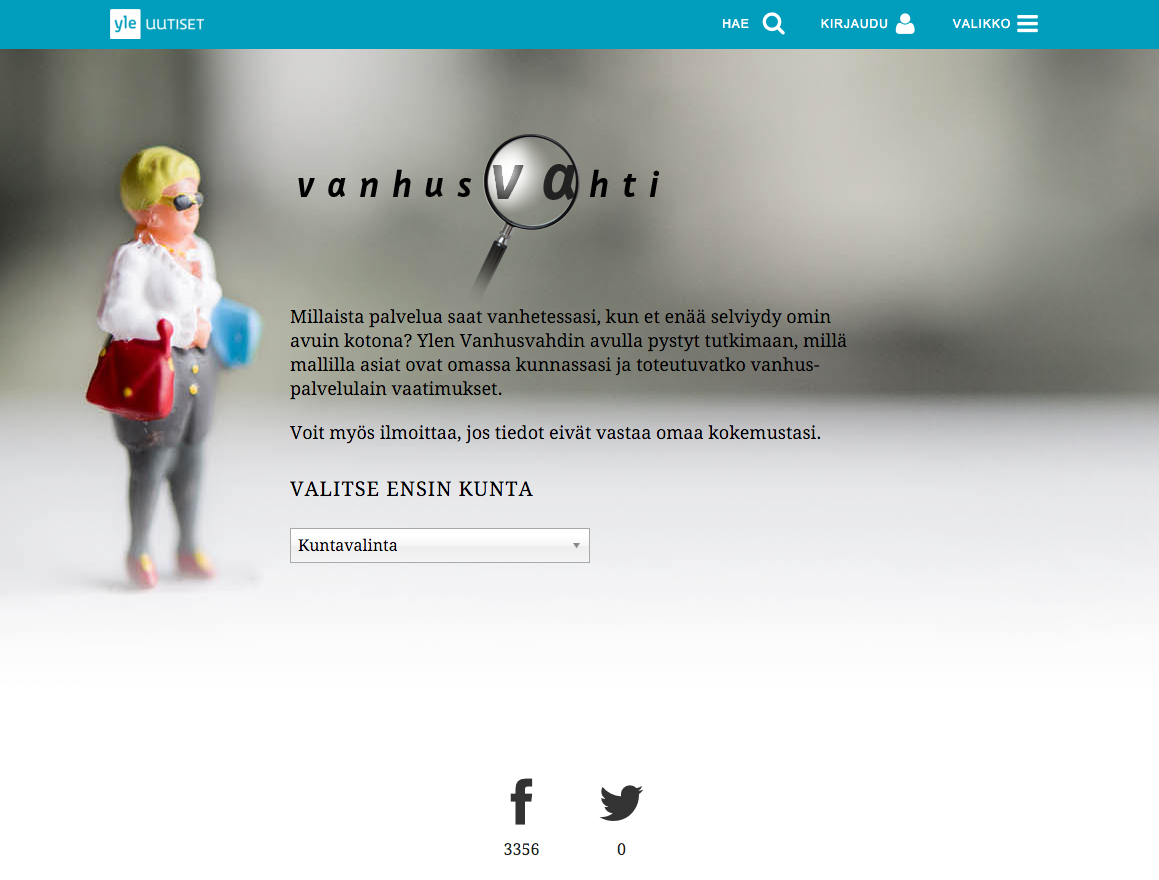 yle UUTISET
HAE
KIRJAUDU
VALIKKO
vanhusvahti
Millaista palvelua saat vanhetessasi, kun et enää selviydy omin
avuin kotona? Ylen Vanhusvahdin avulla pystyt tutkimaan, millä
mallilla asiat ovat omassa kunnassasi ja toteutuvatko vanhus-
palvelulain vaatimukset.
Voit myös ilmoittaa, jos tiedot eivät vastaa omaa kokemustasi.
VALITSE ENSIN KUNTA
Kuntavalinta
3356
0